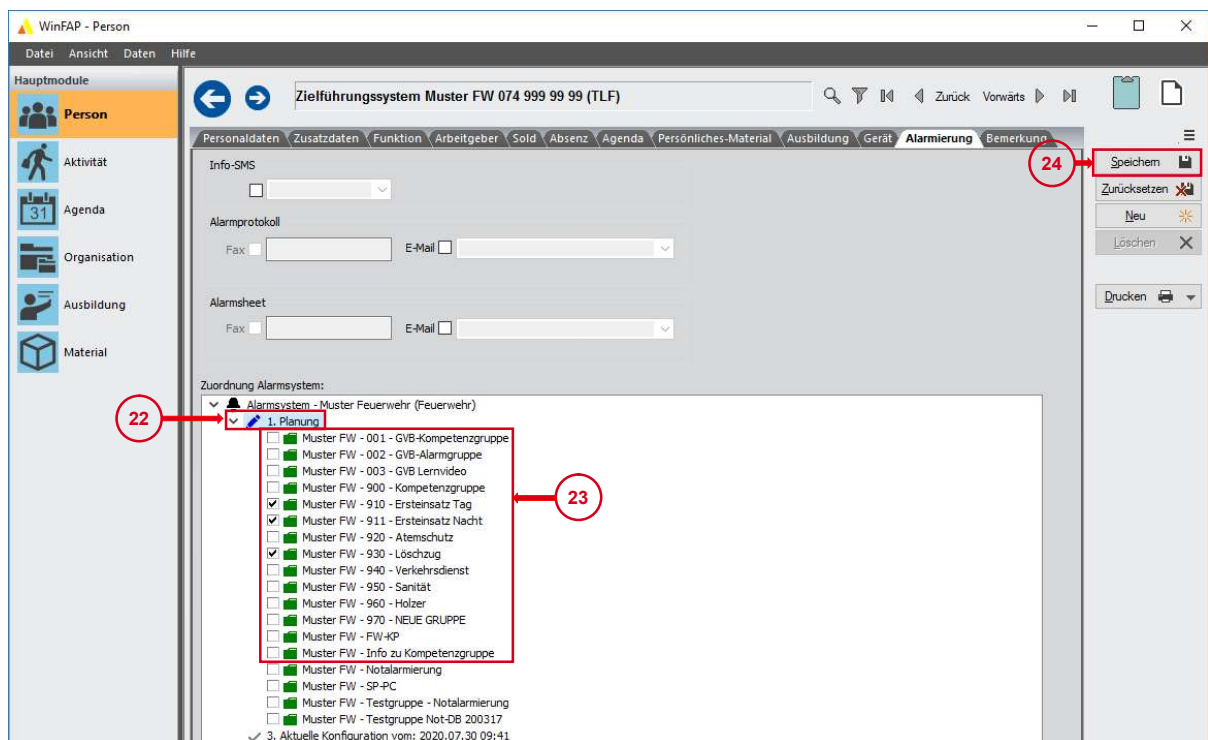 WinFAP - Person
Datei Ansicht Daten Hilfe
Hauptmodule
Person
Aktivität
31
Agenda
Organisation
Ausbildung
Material
Zielführungssystem Muster FW 074 999 99 99 (TLF)
Zurück Vorwärts
Personaldaten Zusatzdaten Funktion Arbeitgeber Sold Absenz Agenda Persönliches-Material Ausbildung Gerät Alarmierung Bemerkung
Info-SMS
Alarmprotokoll
Fax E-Mail
Alarmsheet
Fax E-Mail
Zuordnung Alarmsystem:
Alarmsystem - Muster Feuerwehr (Feuerwehr)
22
1. Planung
Muster FW - 001 - GVB-Kompetenzgruppe
Muster FW - 002 - GVB-Alarmgruppe
Muster FW - 003 - GVB Lernvideo
Muster FW - 900 - Kompetenzgruppe
Muster FW - 910 - Ersteinsatz Tag
23
Muster FW - 911 - Ersteinsatz Nacht
Muster FW - 920 - Atemschutz
Muster FW - 930 - Löschzug
Muster FW - 940 - Verkehrsdienst
Muster FW - 950 - Sanität
Muster FW - 960 - Holzer
Muster FW - 970 - NEUE GRUPPE
Muster FW - FW-KP
Muster FW - Info zu Kompetenzgruppe
Muster FW - Notalarmierung
Muster FW - SP-PC
Muster FW - Testgruppe - Notalarmierung
Muster FW - Testgruppe Not-DB 200317
3. Aktuelle Konfiguration vom: 2020.07.30 09:41
24
Speichern
Zurücksetzen
Neu
Löschen
Drucken